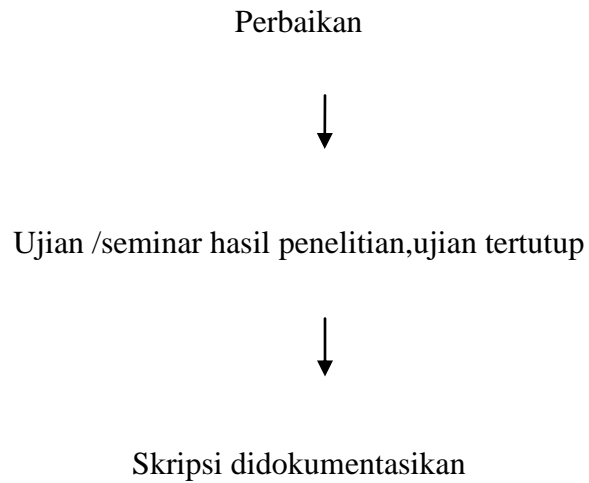 Perbaikan
Ujian /seminar hasil penelitian,ujian tertutup
Skripsi didokumentasikan